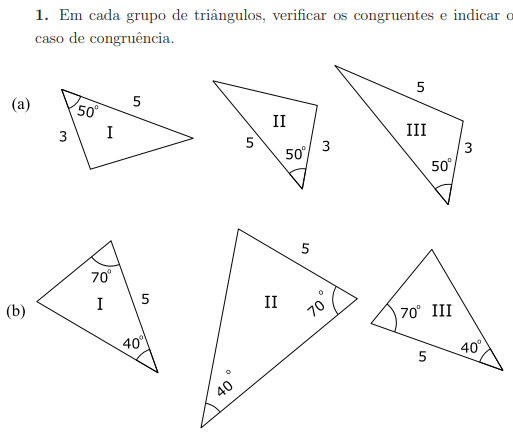 1. Em cada grupo de triângulos, verificar os congruentes e indicar o
caso de congruência.
(a)
50°
5
3
I
II
5
50°
3
5
III
3
50°
(b)
70°
I
5
40°
5
II
70°
40°
70°
III
5
40°